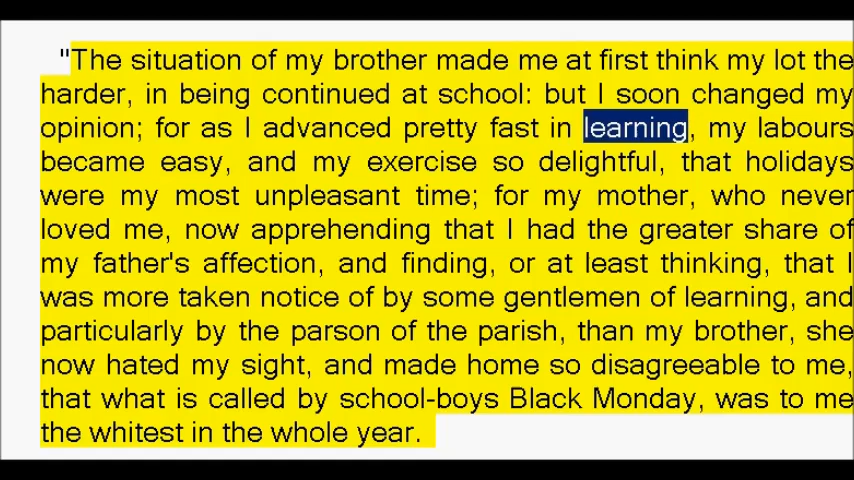 "The situation of my brother made me at first think my lot the
harder, in being continued at school: but I soon changed my
opinion; for as I advanced pretty fast in learning, my labours
became easy, and my exercise so delightful, that holidays
were my most unpleasant time; for my mother, who never
loved me, now apprehending that I had the greater share of
my father's affection, and finding, or at least thinking, that I
was more taken notice of by some gentlemen of learning, and
particularly by the parson of the parish, than my brother, she
now hated my sight, and made home so disagreeable to me,
that what is called by school-boys Black Monday, was to me
the whitest in the whole year.